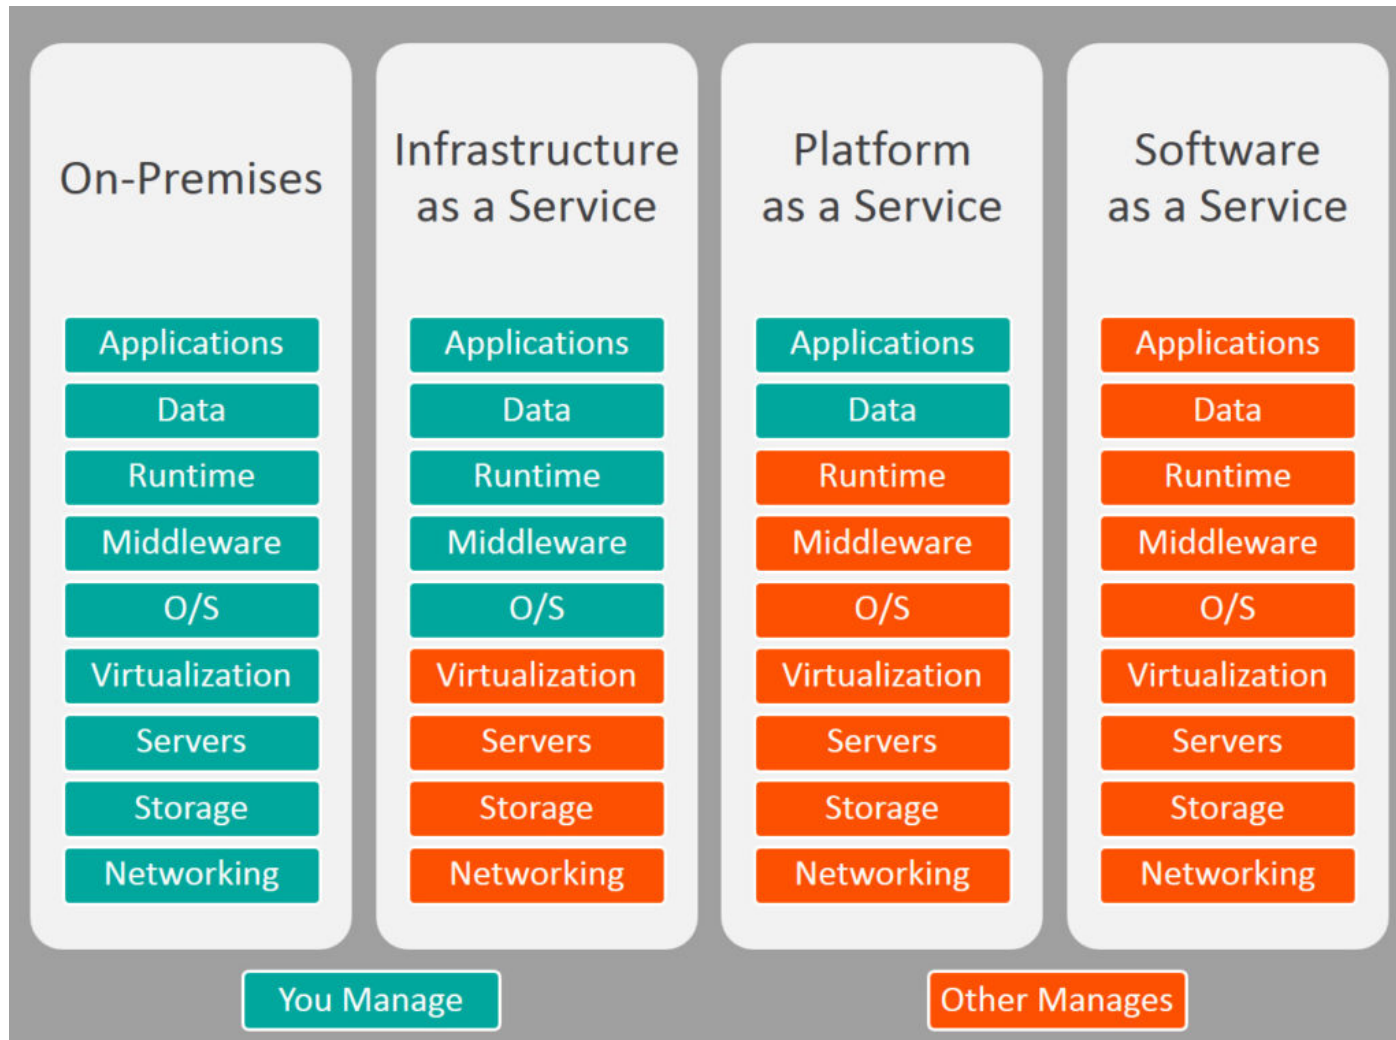 On-Premises
Applications
Data
Runtime
Middleware
O/S
Virtualization
Servers
Storage
Networking
Infrastructure
as a Service
Applications
Data
Runtime
Middleware
O/S
Virtualization
Servers
Storage
Networking
Platform
as a Service
Applications
Data
Runtime
Middleware
O/S
Virtualization
Servers
Storage
Networking
Software
as a Service
Applications
Data
Runtime
Middleware
O/S
Virtualization
Servers
Storage
Networking
You Manage
Other Manages